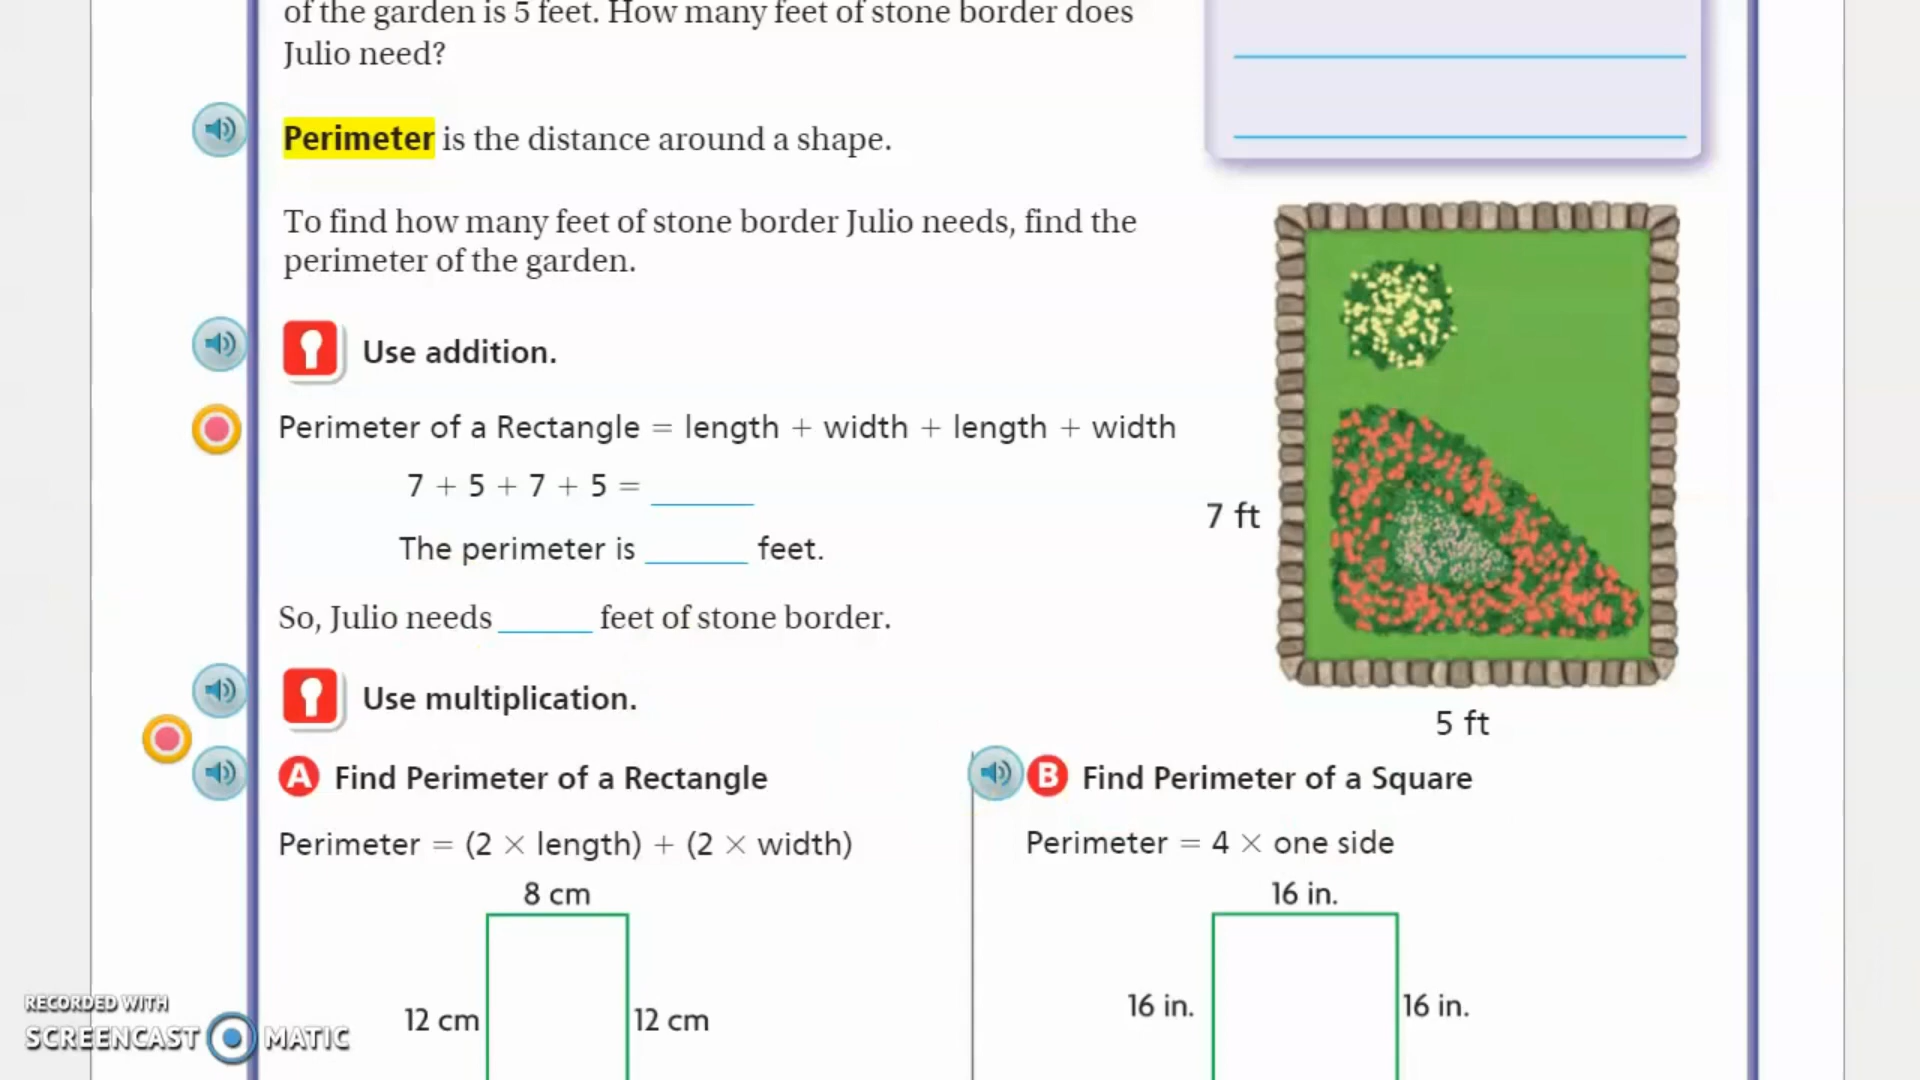 of the garden is 5 feet. How many feet of stone border does
Julio need?
Perimeter is the distance around a shape.
To find how many feet of stone border Julio needs, find the
perimeter of the garden.
Use addition.
Perimeter of a Rectangle = length + width + length + width
7 + 5 + 7 + 5 = ______
The perimeter is ______ feet.
So, Julio needs ______ feet of stone border.
7 ft
5 ft
Use multiplication.
A Find Perimeter of a Rectangle
Perimeter = (2 × length) + (2 × width)
8 cm
12 cm
12 cm
B Find Perimeter of a Square
Perimeter = 4 × one side
16 in.
16 in.
16 in.
RECORDED WITH
SCREENCAST MATIC